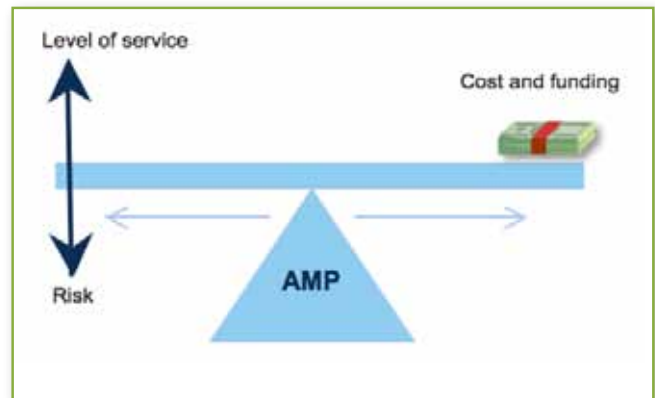 Level of service
Cost and funding
AMP
Risk